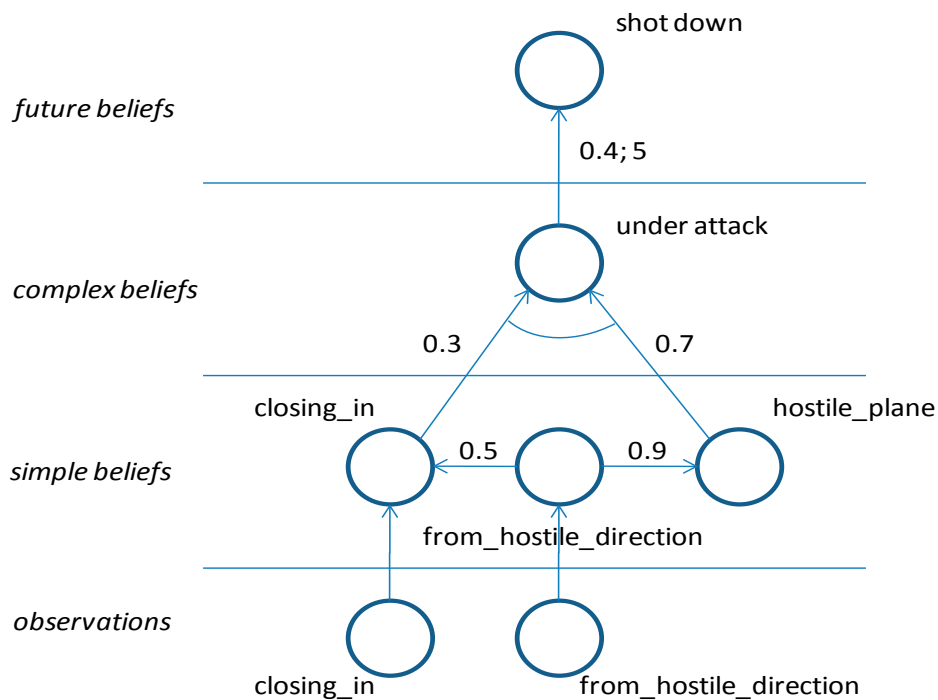 shot down
future beliefs
0.4; 5
under attack
complex beliefs
0.3
0.7
closing_in
hostile_plane
0.5
0.9
simple beliefs
from_hostile_direction
observations
closing_in
from_hostile_direction